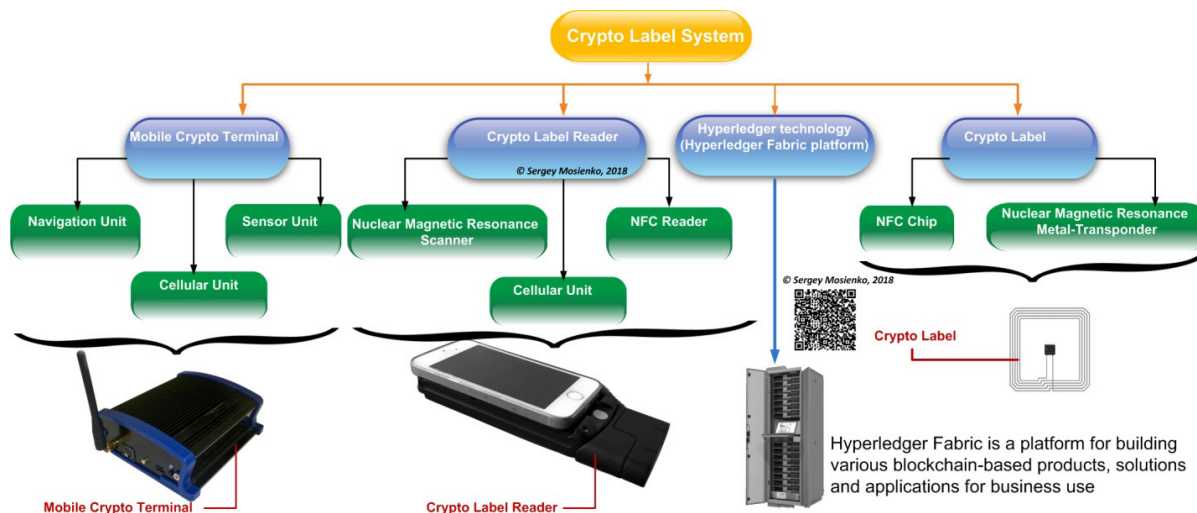 Crypto Label System
Mobile Crypto Terminal
Crypto Label Reader
© Sergey Mosienko, 2018
Hyperledger technology
(Hyperledger Fabric platform)
Crypto Label
Navigation Unit
Sensor Unit
Cellular Unit
Nuclear Magnetic Resonance
Scanner
NFC Reader
Cellular Unit
NFC Chip
Nuclear Magnetic Resonance
Metal-Transponder
© Sergey Mosienko, 2018
Crypto Label
Mobile Crypto Terminal
Crypto Label Reader
Hyperledger Fabric is a platform for building
various blockchain-based products, solutions
and applications for business use